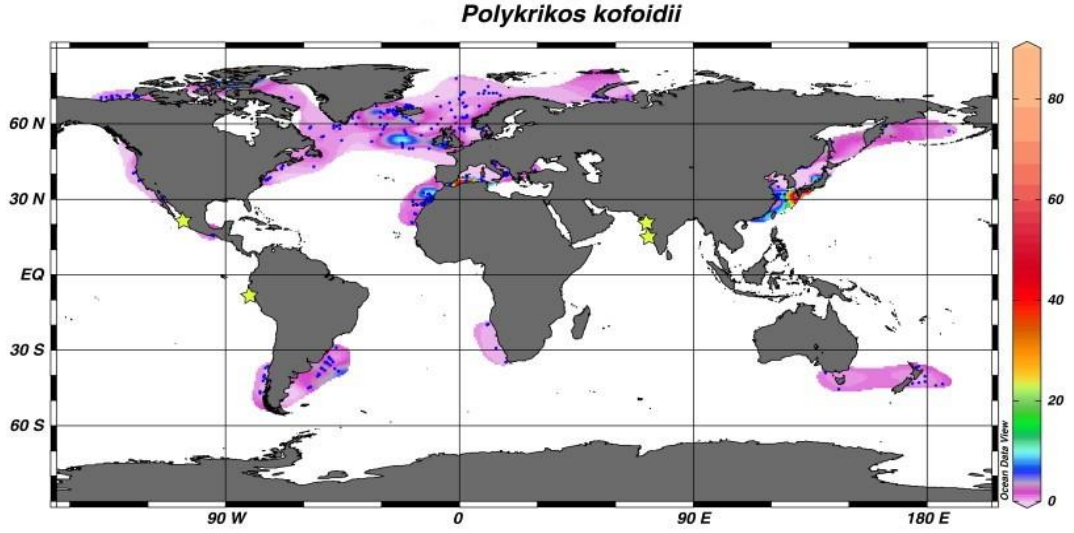 Polykrikos kofoidii
60 N
30 N
EQ
30 S
60 S
90 W
0
90 E
180 E
80
60
40
20
0
Ocean Data View